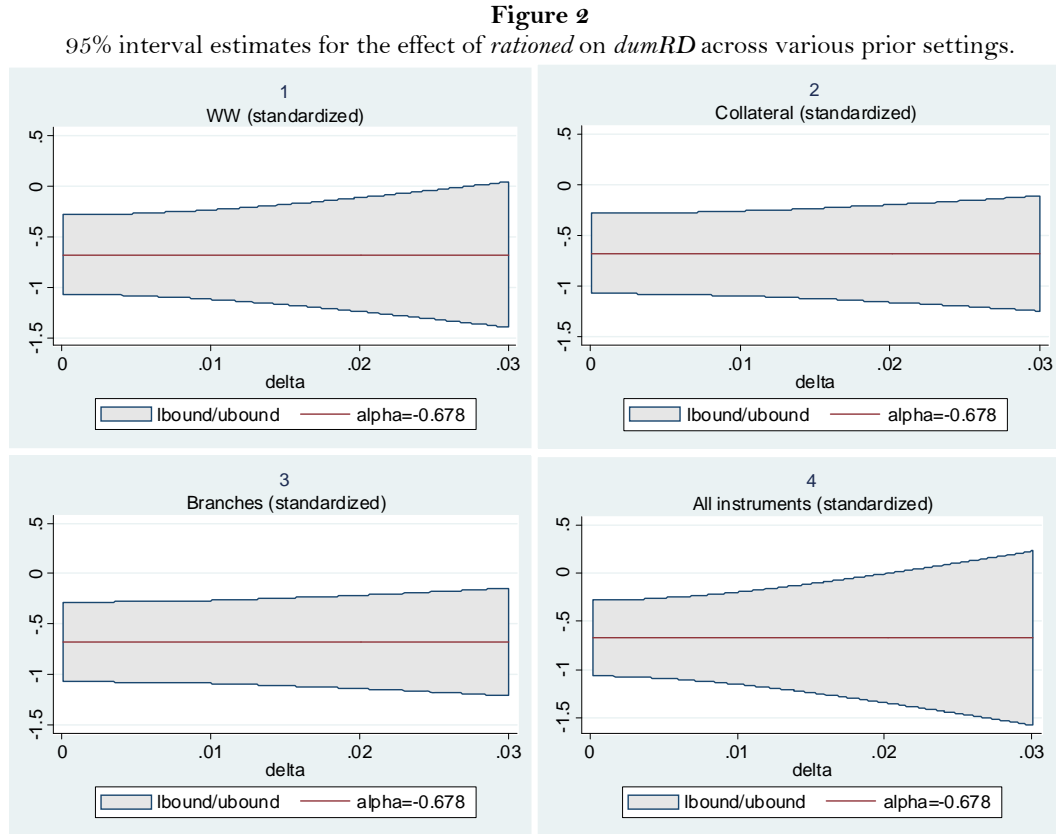 Figure 2
95% interval estimates for the effect of rationed on dumRD across various prior settings.
1
WW (standardized)
.5
0
-.5
-1
-1.5
0 .01 .02 .03
delta
lbound/ubound alpha=-0.678
2
Collateral (standardized)
.5
0
-.5
-1
-1.5
0 .01 .02 .03
delta
lbound/ubound alpha=-0.678
3
Branches (standardized)
.5
0
-.5
-1
-1.5
0 .01 .02 .03
delta
lbound/ubound alpha=-0.678
4
All instruments (standardized)
.5
0
-.5
-1
-1.5
0 .01 .02 .03
delta
lbound/ubound alpha=-0.678